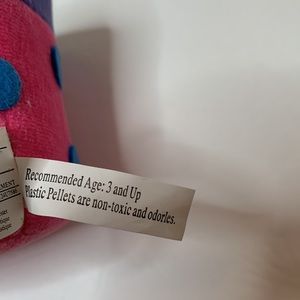 Recommended Age: 3 and Up
Plastic Pellets are non-toxic and odorles.